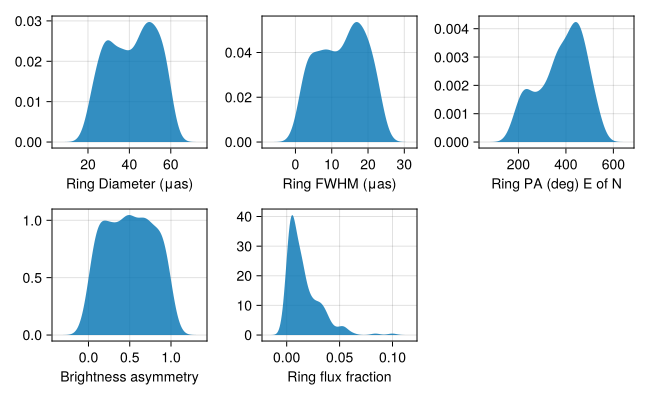 0.03
0.02
0.01
0.00
20 40 60
Ring Diameter (μas)
0.04
0.02
0.00
0 10 20 30
Ring FWHM (μas)
0.004
0.003
0.002
0.001
0.000
200 400 600
Ring PA (deg) E of N
1.0
0.5
0.0
0.0 0.5 1.0
Brightness asymmetry
40
30
20
10
0
0.00 0.05 0.10
Ring flux fraction